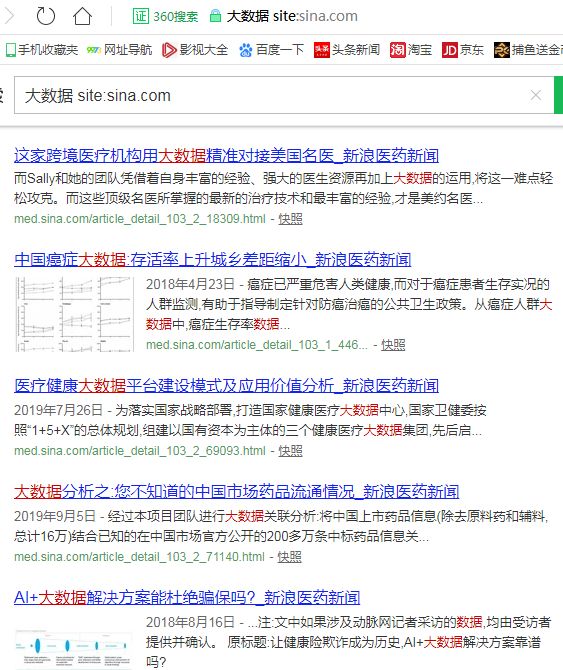 证 360搜索 大数据 site:sina.com
手机收藏夹 网址导航 影视大全 百度一下 头条 头条新闻 淘 淘宝 JD 京东 捕鱼送金
大数据 site:sina.com
这家跨境医疗机构用大数据精准对接美国名医_新浪医药新闻
而Sally和她的团队凭借着自身丰富的经验、强大的医生资源再加上大数据的运用,将这一难点轻
松攻克。而这些顶级名医所掌握的最新的治疗技术和最丰富的经验,才是美约名医...
med.sina.com/article_detail_103_2_18309.html - 快照
中国癌症大数据:存活率上升城乡差距缩小_新浪医药新闻
2018年4月23日 - 癌症已严重危害人类健康,而对于癌症患者生存实况的
人群监测,有助于指导制定针对防癌治癌的公共卫生政策。从癌症人群大
数据中,癌症生存率数据...
med.sina.com/article_detail_103_1_446... - 快照
医疗健康大数据平台建设模式及应用价值分析_新浪医药新闻
2019年7月26日 - 为落实国家战略部署,打造国家健康医疗大数据中心,国家卫健委按
照“1+5+X”的总体规划,组建以国有资本为主体的三个健康医疗大数据集团,先后启...
med.sina.com/article_detail_103_2_69093.html - 快照
大数据分析之:您不知道的中国市场药品流通情况_新浪医药新闻
2019年9月5日 - 经过本项目团队进行大数据关联分析:将中国上市药品信息(除去原料药和辅料,
总计16万)结合已知的在中国市场官方公开的200多万条中标药品信息关...
med.sina.com/article_detail_103_2_71140.html - 快照
AI+大数据解决方案能杜绝骗保吗?_新浪医药新闻
2018年8月16日 - ...注:文中如果涉及动脉网记者采访的数据,均由受访者
提供并确认。 原标题:让健康险欺诈成为历史,AI+大数据解决方案靠谱
吗?